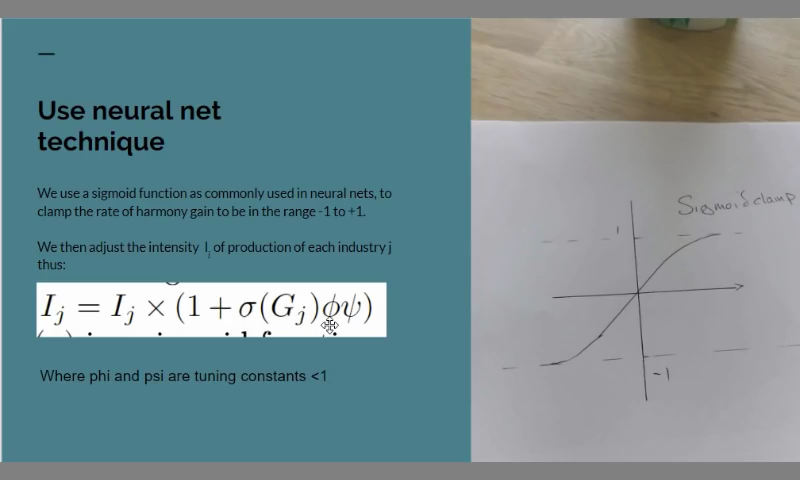 Use neural net
technique
We use a sigmoid function as commonly used in neural nets, to
clamp the rate of harmony gain to be in the range -1 to +1.
We then adjust the intensity I_j of production of each industry j
thus:
I_j = I_j × (1 + σ(G_j)φψ)
Where phi and psi are tuning constants <1
Sigmoid clamp
1
-1